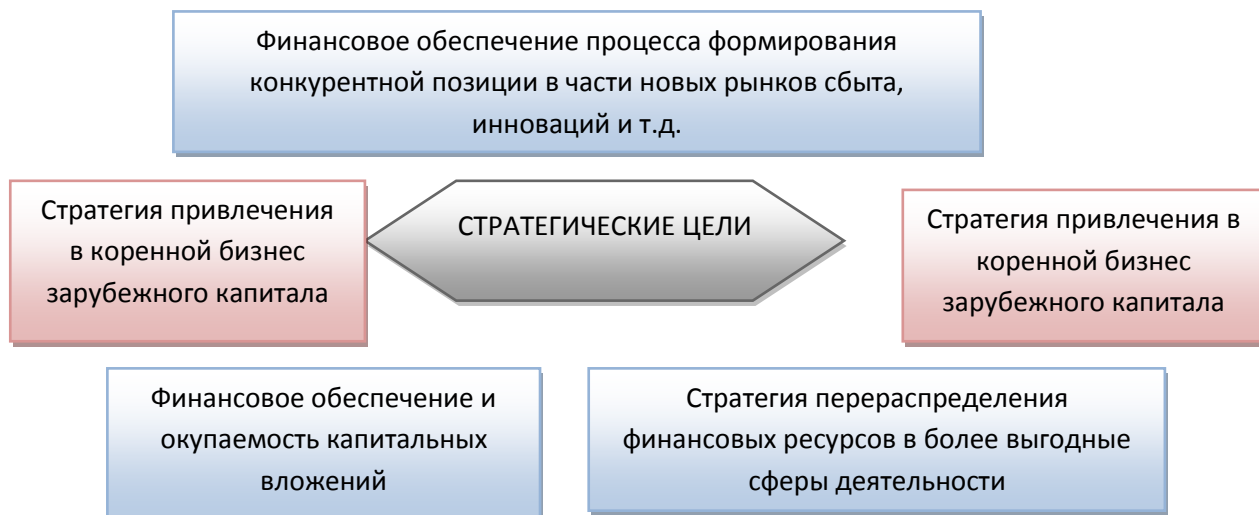 Финансовое обеспечение процесса формирования
конкурентной позиции в части новых рынков сбыта,
инноваций и т.д.
Стратегия привлечения
в коренной бизнес
зарубежного капитала
СТРАТЕГИЧЕСКИЕ ЦЕЛИ
Стратегия привлечения в
коренной бизнес
зарубежного капитала
Финансовое обеспечение и
окупаемость капитальных
вложений
Стратегия перераспределения
финансовых ресурсов в более выгодные
сферы деятельности